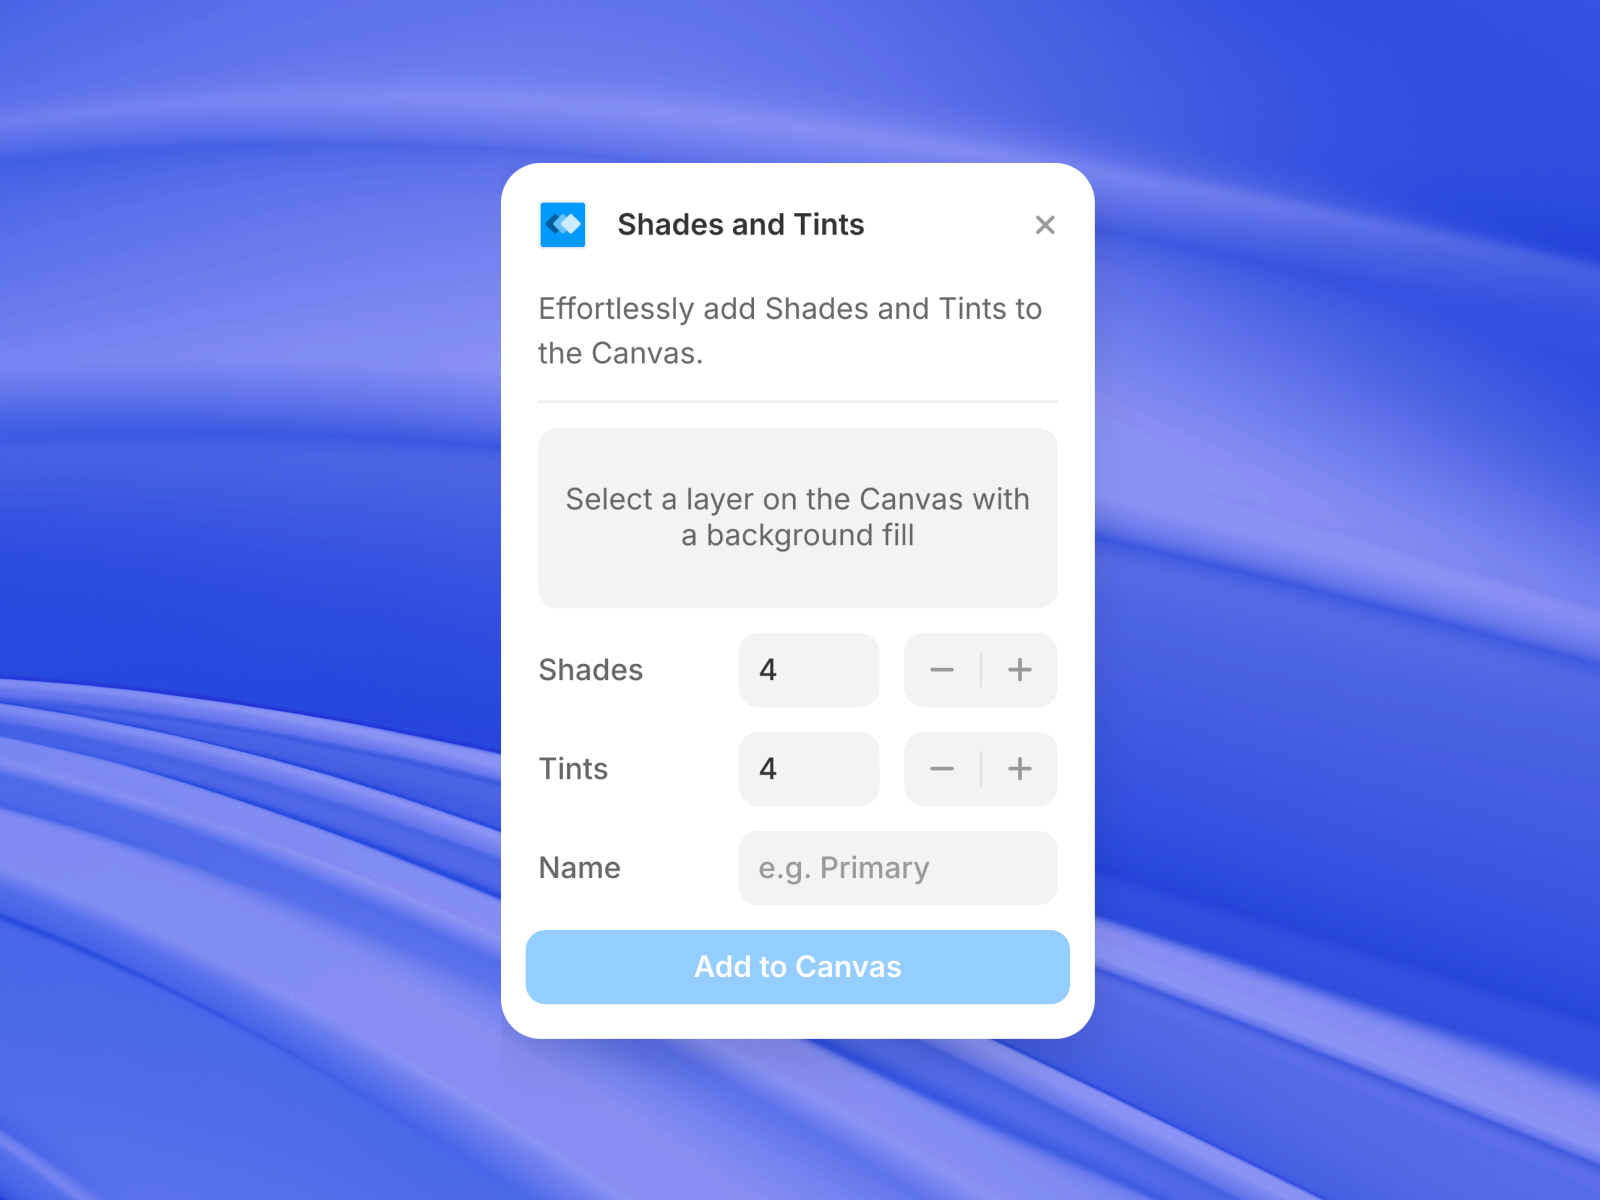 Shades and Tints
Effortlessly add Shades and Tints to
the Canvas.
Select a layer on the Canvas with
a background fill
Shades
4
Tints
4
Name
e.g. Primary
Add to Canvas